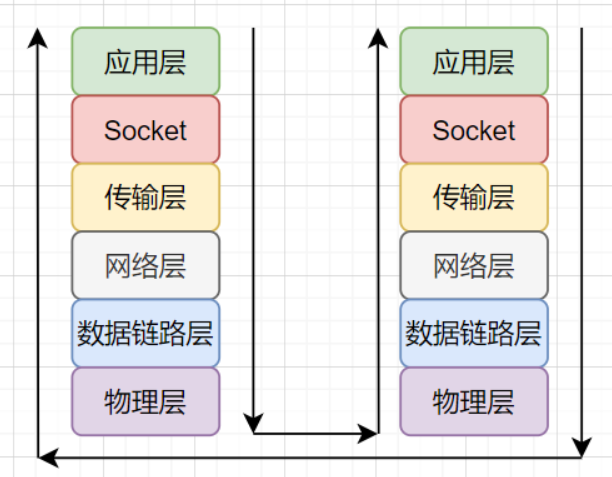 应用层
Socket
传输层
网络层
数据链路层
物理层
应用层
Socket
传输层
网络层
数据链路层
物理层